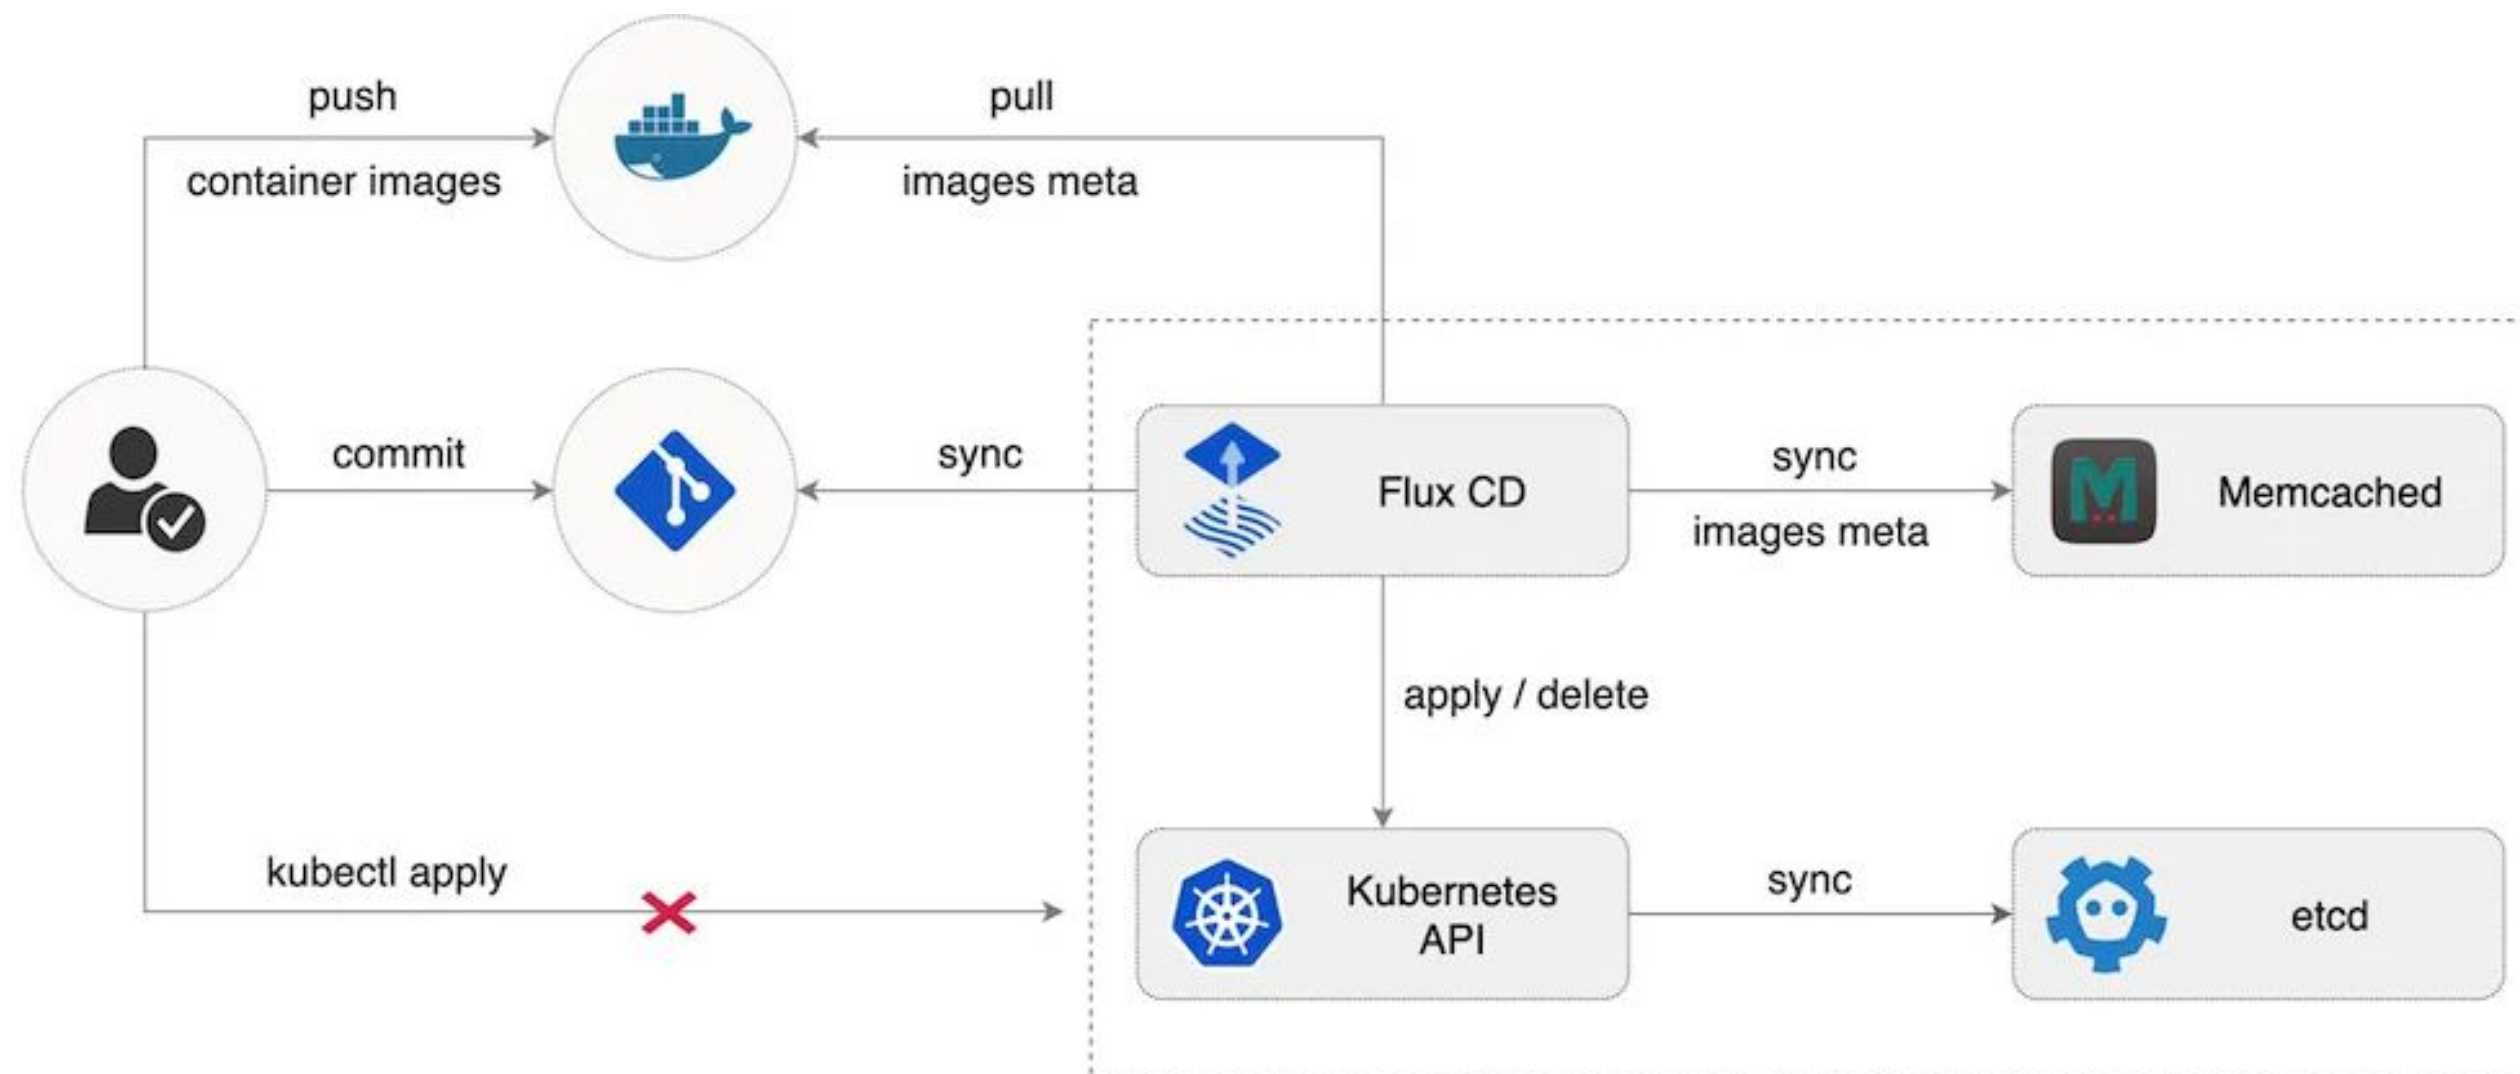 push
container images
pull
images meta
commit
sync
Flux CD
sync
images meta
Memcached
apply / delete
kubectl apply
Kubernetes
API
sync
etcd